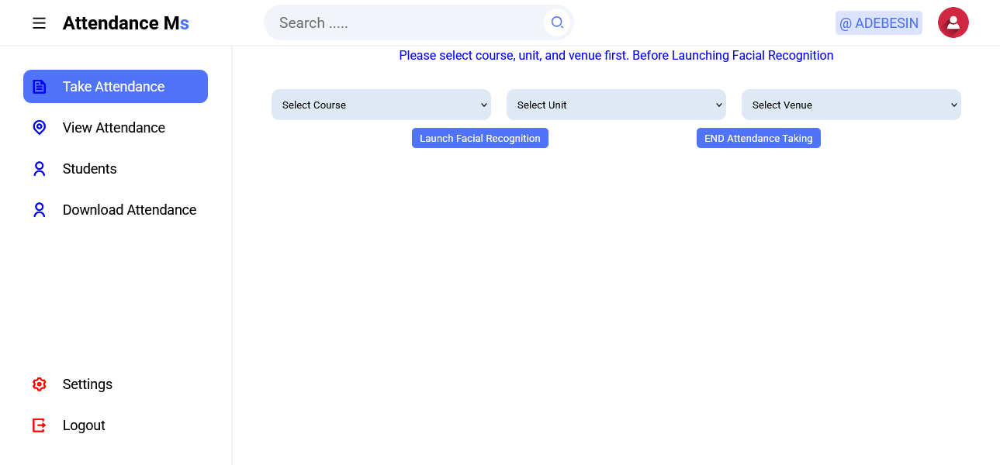 Attendance Ms
Search .....
@ ADEBESIN
Take Attendance
View Attendance
Students
Download Attendance
Settings
Logout
Please select course, unit, and venue first. Before Launching Facial Recognition
Select Course
Select Unit
Select Venue
Launch Facial Recognition
END Attendance Taking